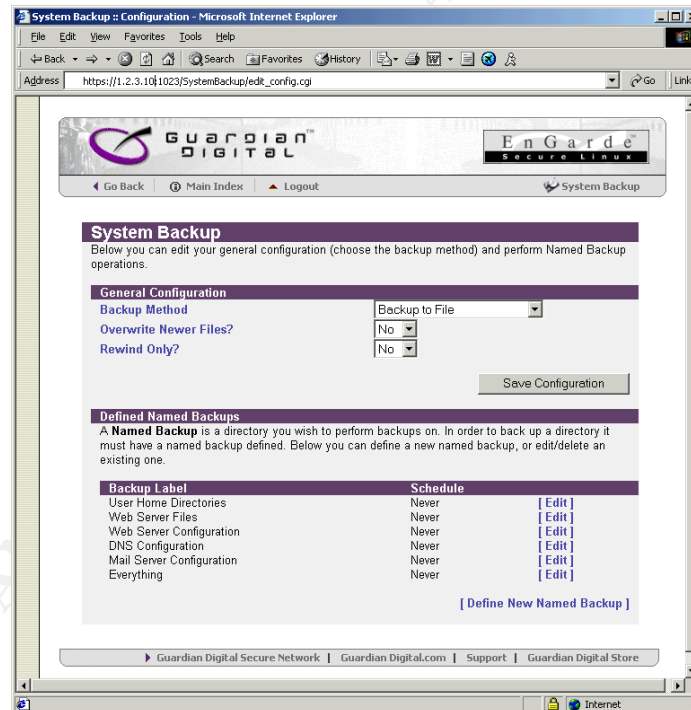 System Backup :: Configuration - Microsoft Internet Explorer
File Edit View Favorites Tools Help
Back Search Favorites History
Address https://1.2.3.10:1023/SystemBackup/edit_config.cgi Go Link
Guardian™ Digital
EnGarde™
Secure Linux
Go Back Main Index Logout System Backup
System Backup
Below you can edit your general configuration (choose the backup method) and perform Named Backup
operations.
General Configuration
Backup Method Backup to File
Overwrite Newer Files? No
Rewind Only? No
Save Configuration
Defined Named Backups
A Named Backup is a directory you wish to perform backups on. In order to back up a directory it
must have a named backup defined. Below you can define a new named backup, or edit/delete an
existing one.
Backup Label Schedule
User Home Directories Never [ Edit ]
Web Server Files Never [ Edit ]
Web Server Configuration Never [ Edit ]
DNS Configuration Never [ Edit ]
Mail Server Configuration Never [ Edit ]
Everything Never [ Edit ]
[ Define New Named Backup ]
Guardian Digital Secure Network | Guardian Digital.com | Support | Guardian Digital Store
Internet